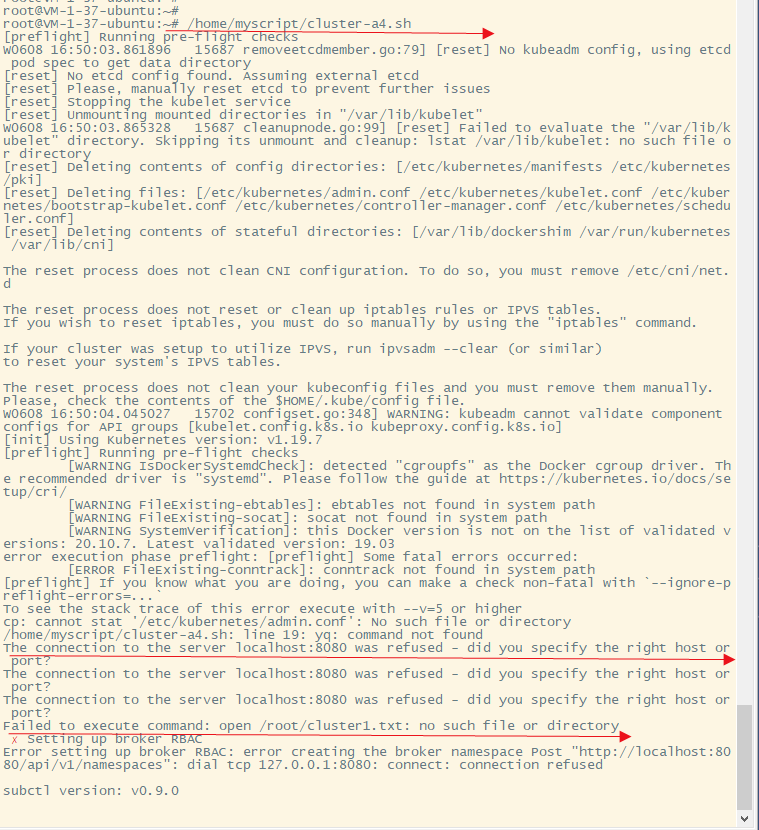 root@VM-1-37-ubuntu:~#
root@VM-1-37-ubuntu:~#
root@VM-1-37-ubuntu:~# /home/myscript/cluster-a4.sh
[preflight] Running pre-flight checks
W0608 16:50:03.861896   15687 removeetcdmember.go:79] [reset] No kubeadm config, using etcd
 pod spec to get data directory
[reset] No etcd config found. Assuming external etcd
[reset] Please, manually reset etcd to prevent further issues
[reset] Stopping the kubelet service
[reset] Unmounting mounted directories in "/var/lib/kubelet"
W0608 16:50:03.865328   15687 cleanupnode.go:99] [reset] Failed to evaluate the "/var/lib/k
ubelet" directory. Skipping its unmount and cleanup: lstat /var/lib/kubelet: no such file o
r directory
[reset] Deleting contents of config directories: [/etc/kubernetes/manifests /etc/kubernetes
/pki]
[reset] Deleting files: [/etc/kubernetes/admin.conf /etc/kubernetes/kubelet.conf /etc/kuber
netes/bootstrap-kubelet.conf /etc/kubernetes/controller-manager.conf /etc/kubernetes/schedu
ler.conf]
[reset] Deleting contents of stateful directories: [/var/lib/dockershim /var/run/kubernetes
 /var/lib/cni]

The reset process does not clean CNI configuration. To do so, you must remove /etc/cni/net.
d

The reset process does not reset or clean up iptables rules or IPVS tables.
If you wish to reset iptables, you must do so manually by using the "iptables" command.

If your cluster was setup to utilize IPVS, run ipvsadm --clear (or similar)
to reset your system's IPVS tables.

The reset process does not clean your kubeconfig files and you must remove them manually.
Please, check the contents of the $HOME/.kube/config file.
W0608 16:50:04.045027   15702 configset.go:348] WARNING: kubeadm cannot validate component
configs for API groups [kubelet.config.k8s.io kubeproxy.config.k8s.io]
[init] Using Kubernetes version: v1.19.7
[preflight] Running pre-flight checks
        [WARNING IsDockerSystemdCheck]: detected "cgroupfs" as the Docker cgroup driver. Th
e recommended driver is "systemd". Please follow the guide at https://kubernetes.io/docs/se
tup/cri/
        [WARNING FileExisting-ebtables]: ebtables not found in system path
        [WARNING FileExisting-socat]: socat not found in system path
        [WARNING SystemVerification]: this Docker version is not on the list of validated v
ersions: 20.10.7. Latest validated version: 19.03
error execution phase preflight: [preflight] Some fatal errors occurred:
        [ERROR FileExisting-conntrack]: conntrack not found in system path
[preflight] If you know what you are doing, you can make a check non-fatal with `--ignore-p
reflight-errors=...`
To see the stack trace of this error execute with --v=5 or higher
cp: cannot stat '/etc/kubernetes/admin.conf': No such file or directory
/home/myscript/cluster-a4.sh: line 19: yq: command not found
The connection to the server localhost:8080 was refused - did you specify the right host or
 port?
The connection to the server localhost:8080 was refused - did you specify the right host or
 port?
The connection to the server localhost:8080 was refused - did you specify the right host or
 port?
Failed to execute command: open /root/cluster1.txt: no such file or directory
 ✗ Setting up broker RBAC
Error setting up broker RBAC: error creating the broker namespace Post "http://localhost:80
80/api/v1/namespaces": dial tcp 127.0.0.1:8080: connect: connection refused

subctl version: v0.9.0